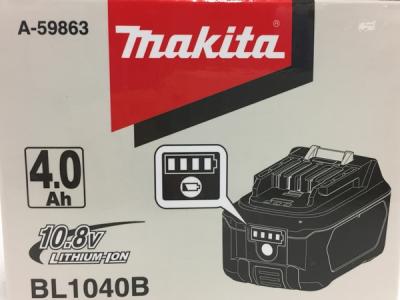 A-59863
makita®
4.0
Ah
10.8v
LITHIUM-ION
BL1040B